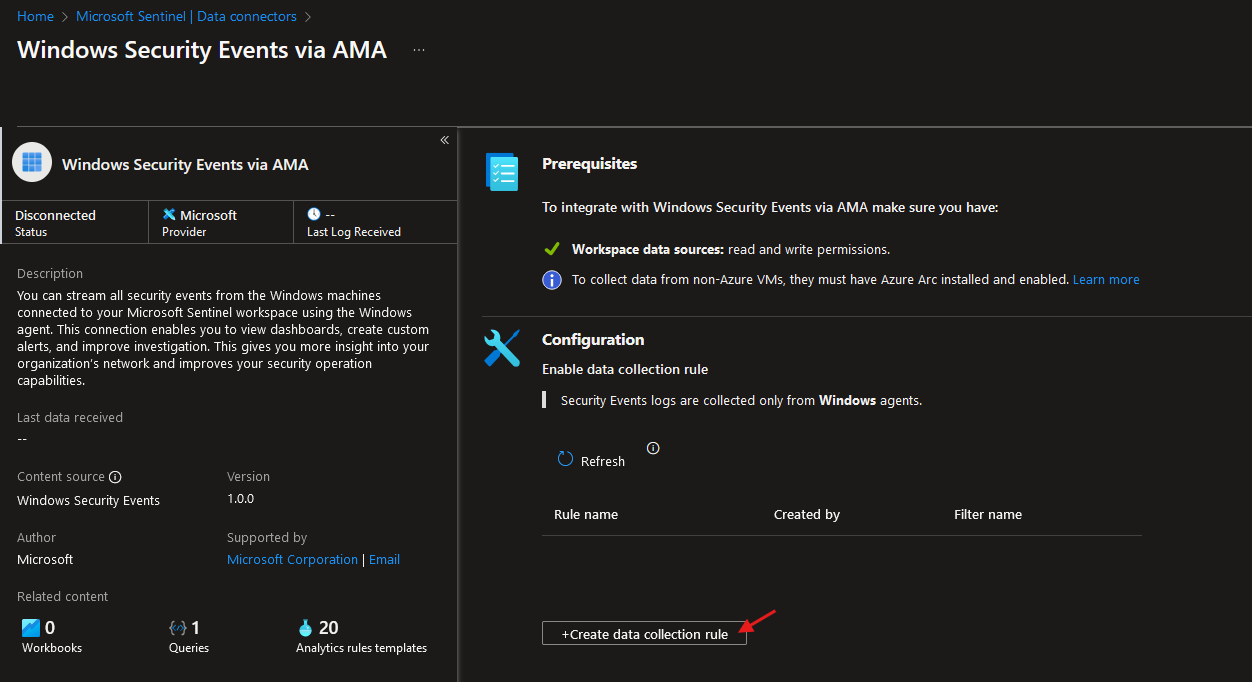 Home > Microsoft Sentinel | Data connectors >
Windows Security Events via AMA ...
«
Windows Security Events via AMA
Disconnected
Status
Microsoft
Provider
--
Last Log Received
Description
You can stream all security events from the Windows machines
connected to your Microsoft Sentinel workspace using the Windows
agent. This connection enables you to view dashboards, create custom
alerts, and improve investigation. This gives you more insight into your
organization's network and improves your security operation
capabilities.
Last data received
--
Content source
Windows Security Events
Version
1.0.0
Author
Microsoft
Supported by
Microsoft Corporation | Email
Related content
0
Workbooks
1
Queries
20
Analytics rules templates
Prerequisites
To integrate with Windows Security Events via AMA make sure you have:
Workspace data sources: read and write permissions.
To collect data from non-Azure VMs, they must have Azure Arc installed and enabled. Learn more
Configuration
Enable data collection rule
Security Events logs are collected only from Windows agents.
Refresh
Rule name Created by Filter name
+Create data collection rule